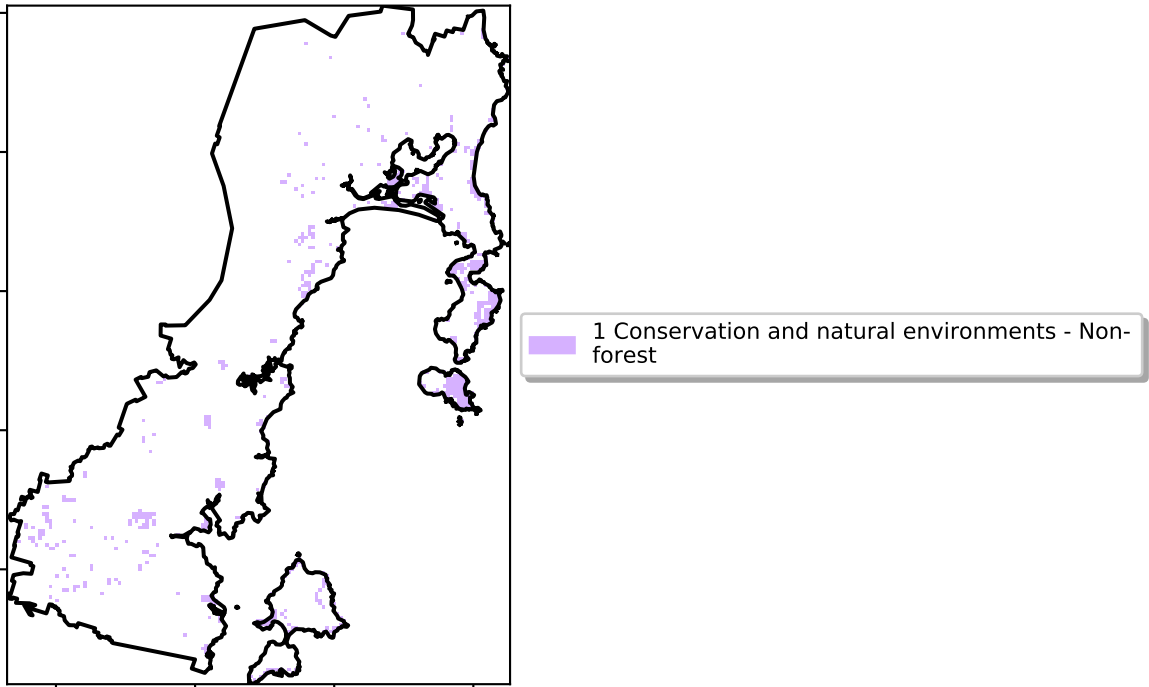 1 Conservation and natural environments - Non-
forest